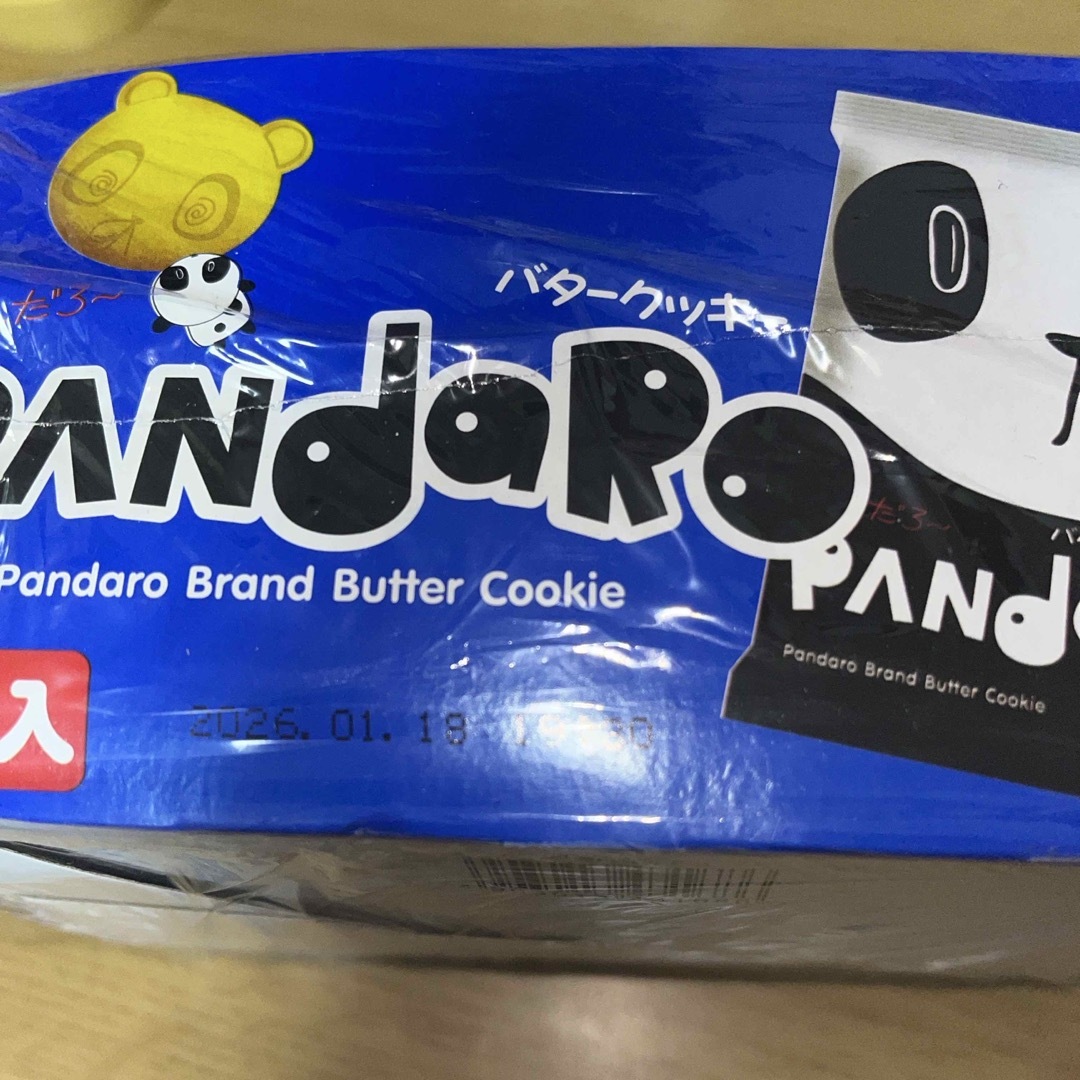 だろ〜
バタークッキー
PANdaRO
Pandaro Brand Butter Cookie
入
2026.01.18
だろ〜
PANd
Pandaro Brand Butter Cookie